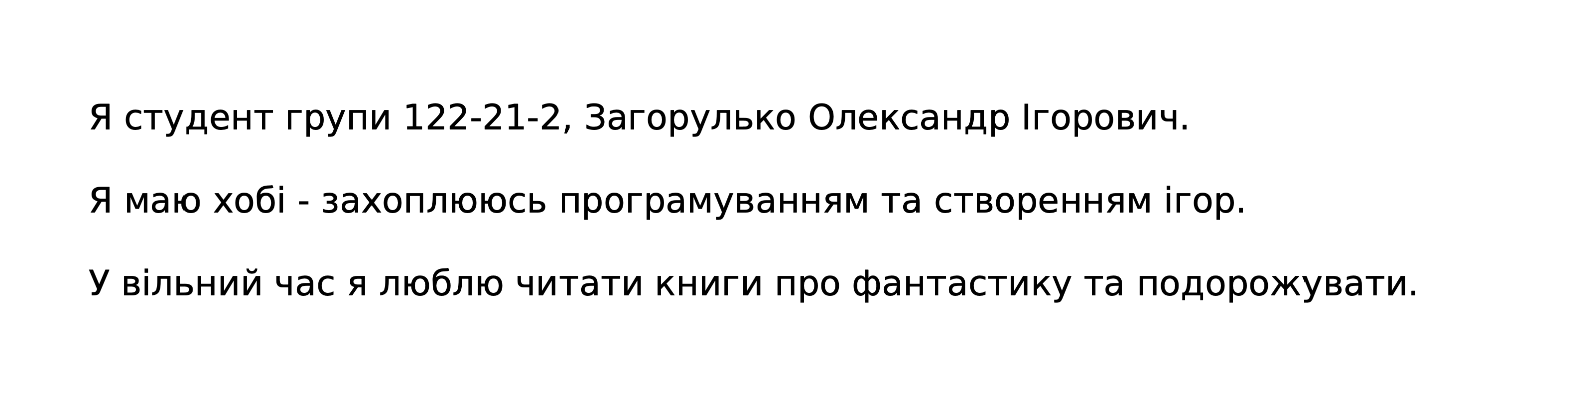 Я студент групи 122-21-2, Загорулько Олександр Ігорович.
Я маю хобі - захоплююсь програмуванням та створенням ігор.
У вільний час я люблю читати книги про фантастику та подорожувати.